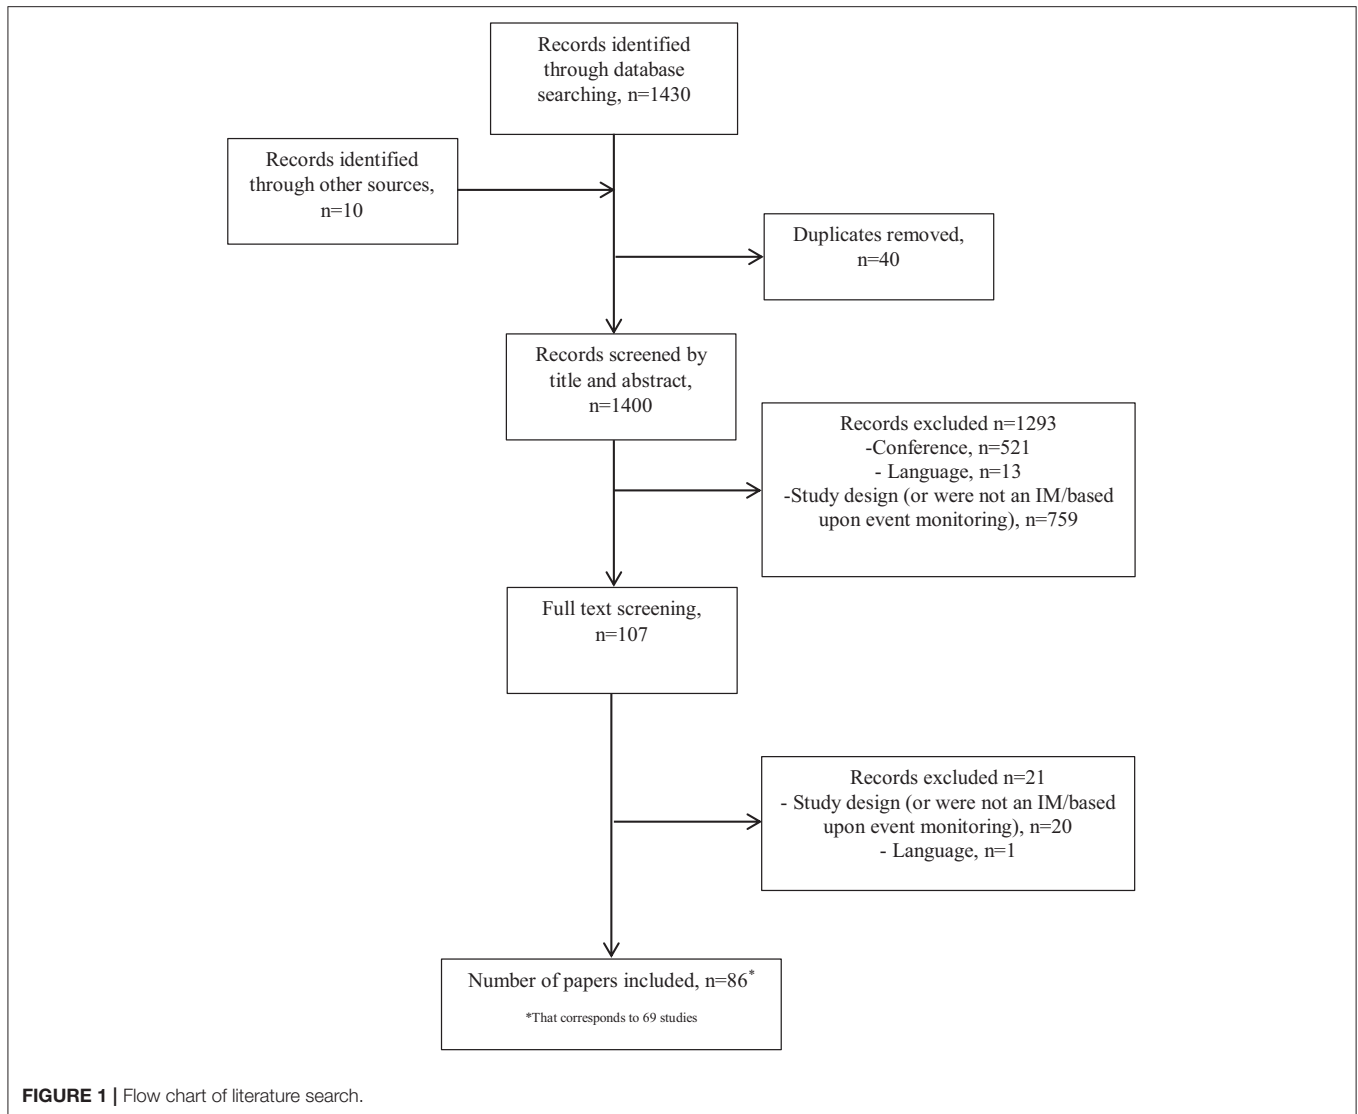 Records identified
through database
searching, n=1430
Records identified
through other sources,
n=10
Duplicates removed,
n=40
Records screened by
title and abstract,
n=1400
Records excluded n=1293
-Conference, n=521
- Language, n=13
-Study design (or were not an IM/based
upon event monitoring), n=759
Full text screening,
n=107
Records excluded n=21
- Study design (or were not an IM/based
upon event monitoring), n=20
- Language, n=1
Number of papers included, n=86*
*That corresponds to 69 studies
FIGURE 1 | Flow chart of literature search.